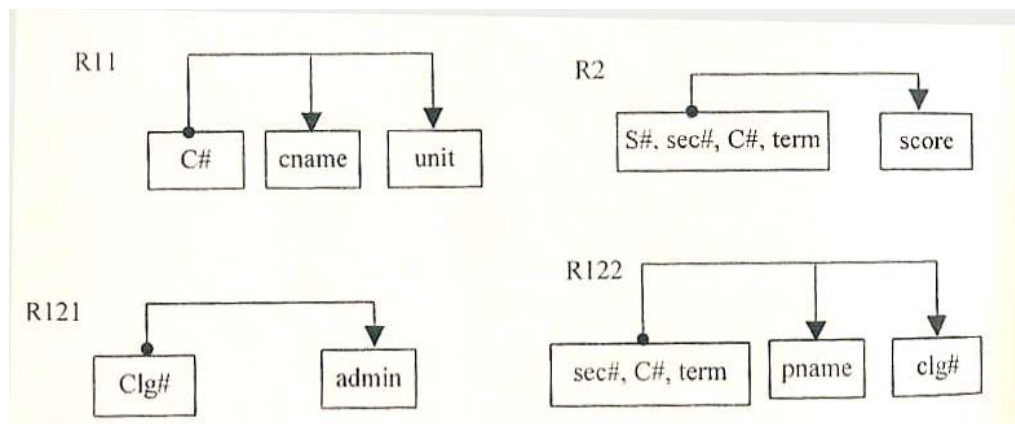 R11
C#
cname
unit
R2
S#, sec#, C#, term
score
R121
Clg#
admin
R122
sec#, C#, term
pname
clg#